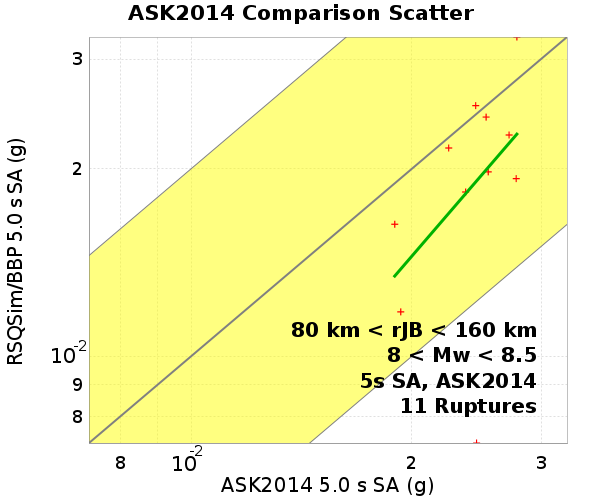 ASK2014 Comparison Scatter
RSQSim/BBP 5.0 s SA (g)
3
2
10-2
9
8
80 km < rJB < 160 km
8 < Mw < 8.5
5s SA, ASK2014
11 Ruptures
8 10-2 2 3
ASK2014 5.0 s SA (g)